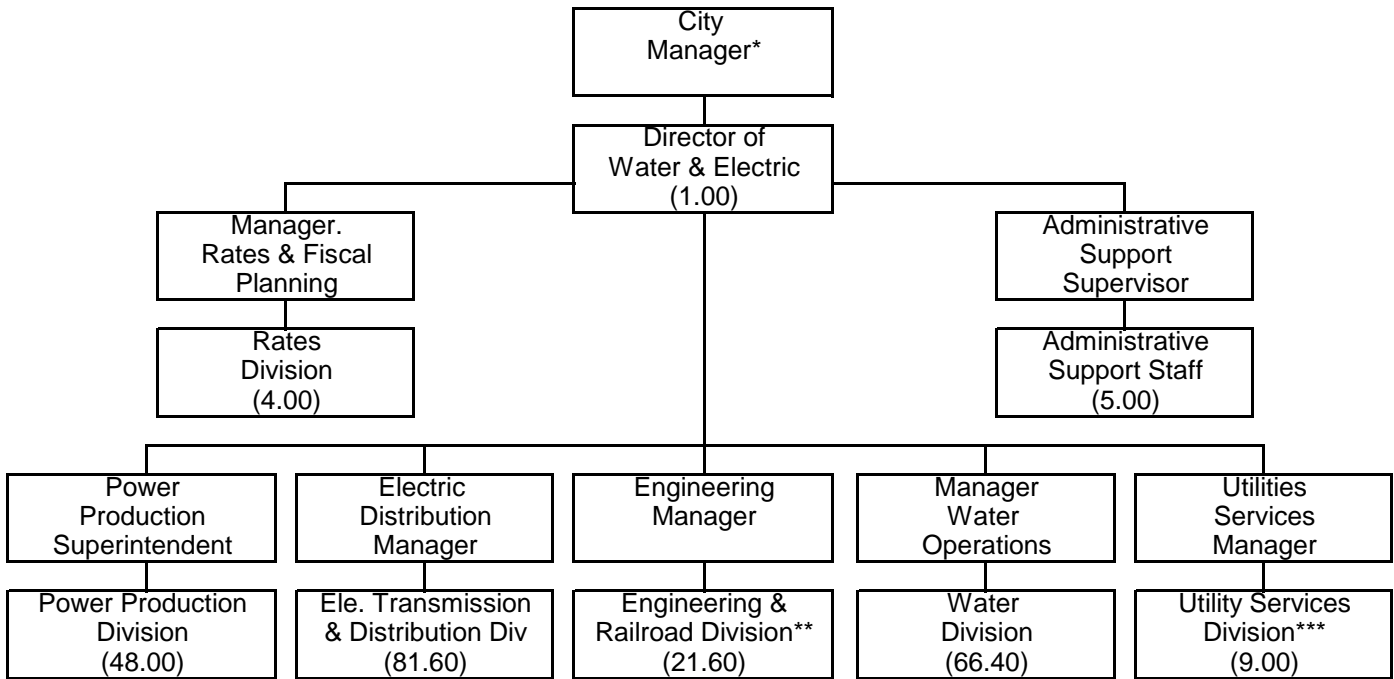 City
Manager*
Director of
Water & Electric
(1.00)
Manager.
Rates & Fiscal
Planning
Administrative
Support
Supervisor
Rates
Division
(4.00)
Administrative
Support Staff
(5.00)
Power
Production
Superintendent
Electric
Distribution
Manager
Engineering
Manager
Manager
Water
Operations
Utilities
Services
Manager
Power Production
Division
(48.00)
Ele. Transmission
& Distribution Div
(81.60)
Engineering &
Railroad Division**
(21.60)
Water
Division
(66.40)
Utility Services
Division***
(9.00)